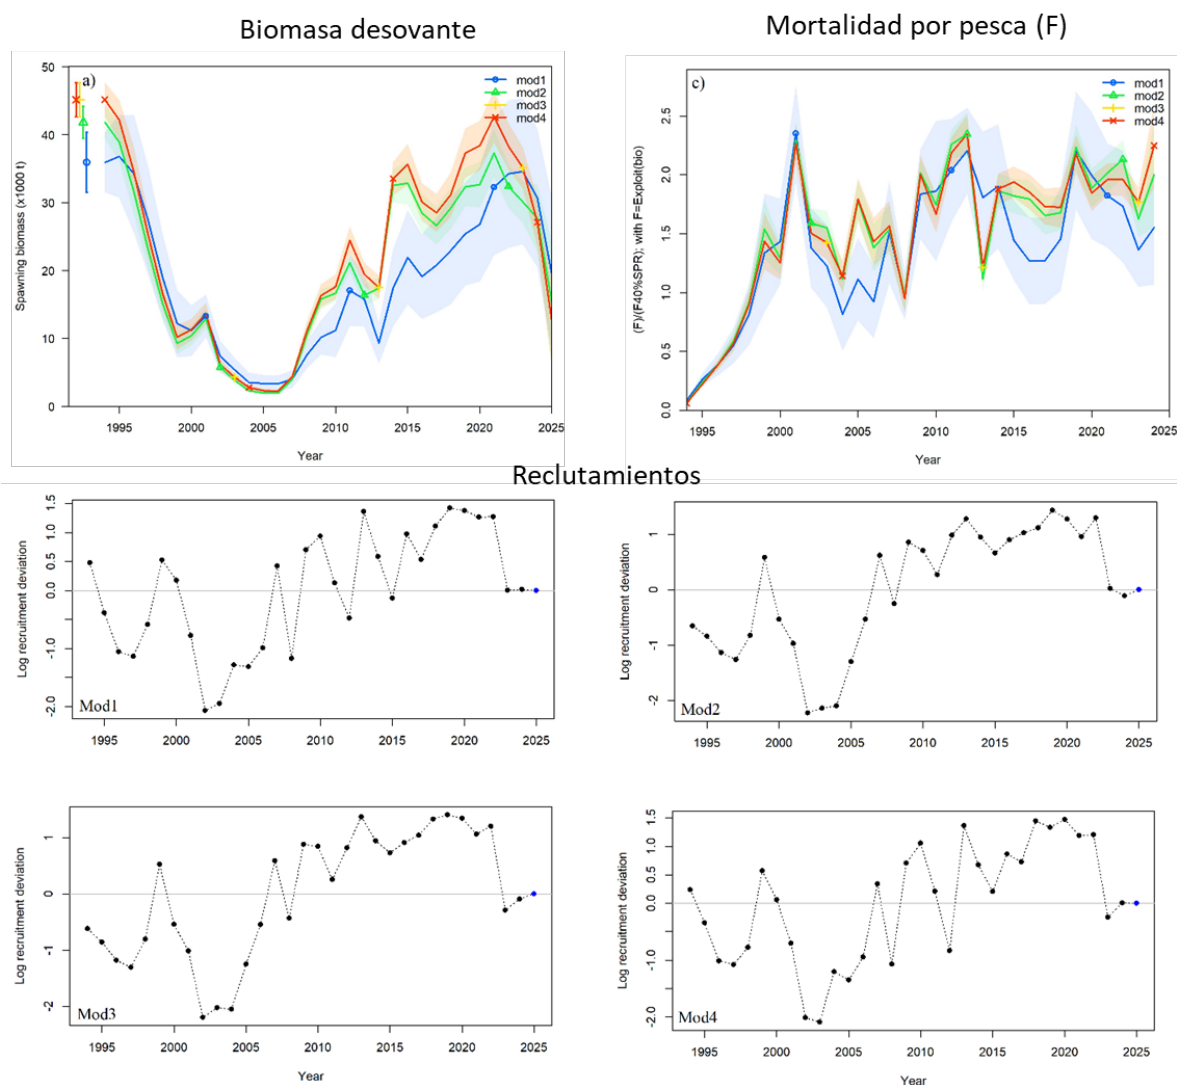 Biomasa desovante
Mortalidad por pesca (F)
a)
mod1
mod2
mod3
mod4
Spawning biomass (x1000 t)
50
40
30
20
10
0
1995 2000 2005 2010 2015 2020 2025
Year
c)
mod1
mod2
mod3
mod4
(F)/(F40%SPR); with F=Exploit(bio)
2.5
2.0
1.5
1.0
0.5
0.0
1995 2000 2005 2010 2015 2020 2025
Year
Reclutamientos
Log recruitment deviation
1.5
1.0
0.5
0.0
-1.0
-2.0
Mod1
1995 2000 2005 2010 2015 2020 2025
Log recruitment deviation
1
0
-1
-2
Mod2
1995 2000 2005 2010 2015 2020 2025
Log recruitment deviation
1
0
-1
-2
Mod3
1995 2000 2005 2010 2015 2020 2025
Year
Log recruitment deviation
1.5
1.0
0.5
0.0
-1.0
-2.0
Mod4
1995 2000 2005 2010 2015 2020 2025
Year